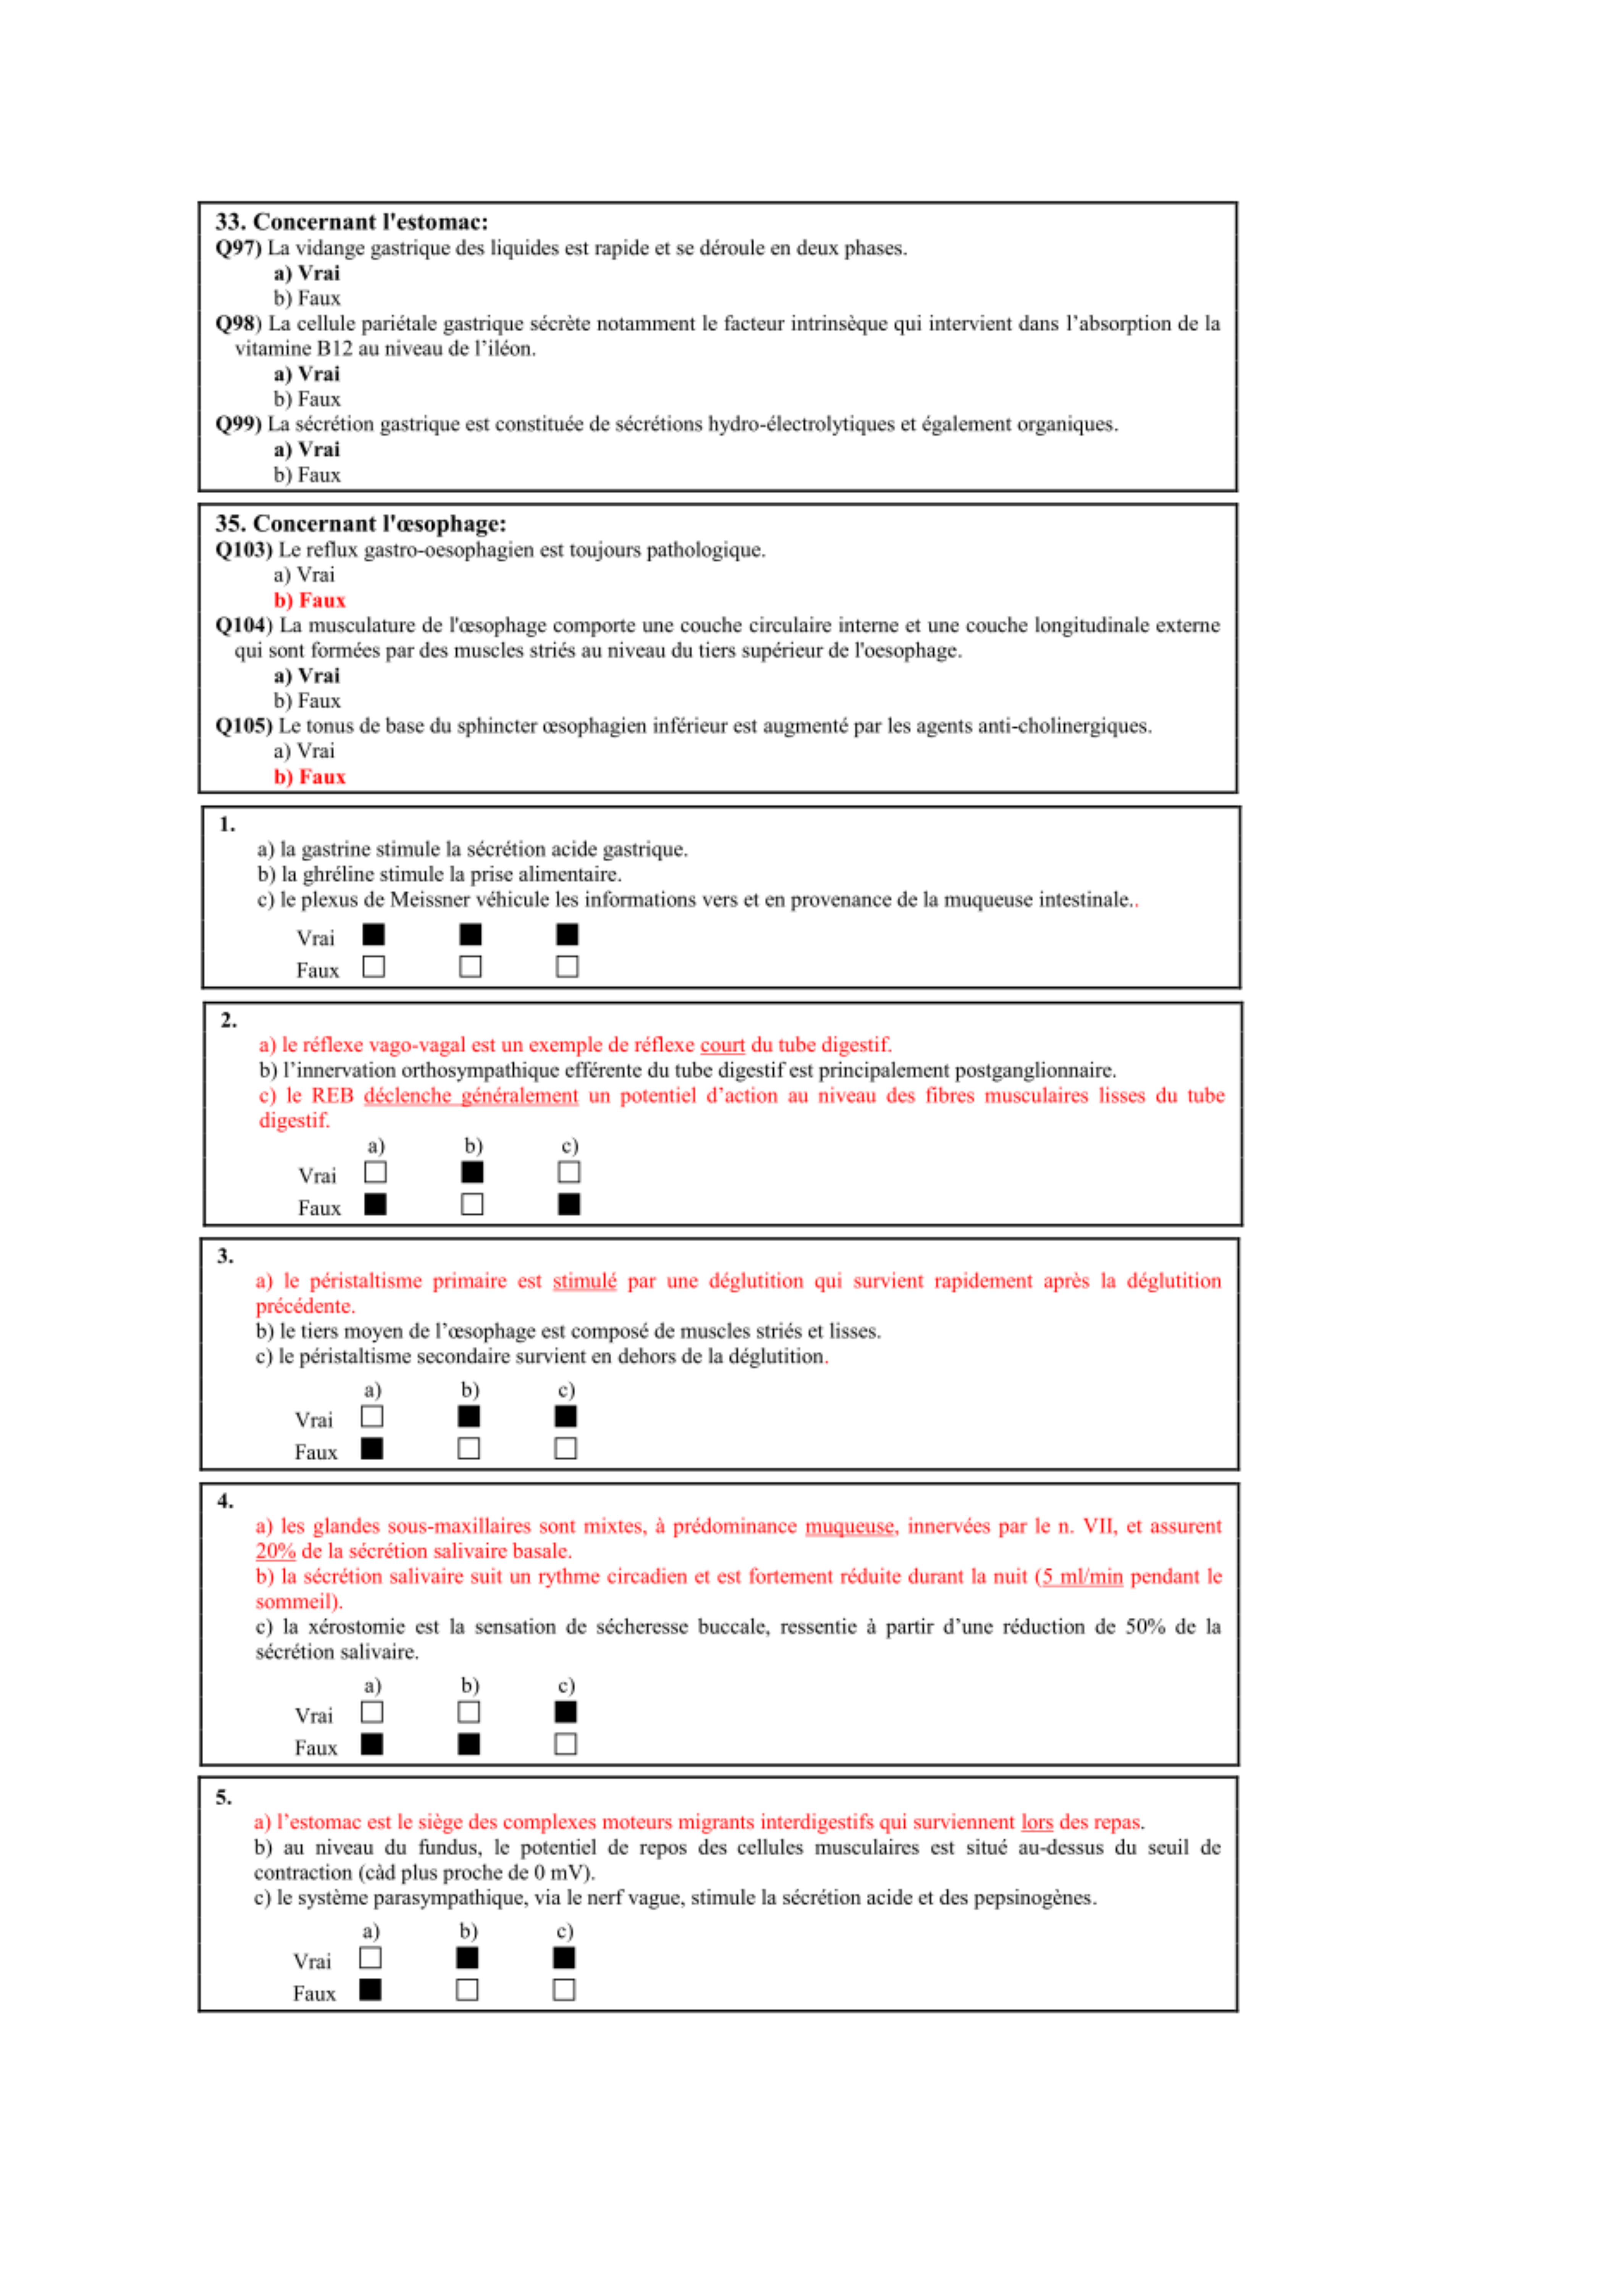 33. Concernant l'estomac:
Q97) La vidange gastrique des liquides est rapide et se déroule en deux phases.
a) Vrai
b) Faux
Q98) La cellule pariétale gastrique sécrète notamment le facteur intrinsèque qui intervient dans l’absorption de la
vitamine B12 au niveau de l’iléon.
a) Vrai
b) Faux
Q99) La sécrétion gastrique est constituée de sécrétions hydro-électrolytiques et également organiques.
a) Vrai
b) Faux
35. Concernant l'œsophage:
Q103) Le reflux gastro-oesophagien est toujours pathologique.
a) Vrai
b) Faux
Q104) La musculature de l'œsophage comporte une couche circulaire interne et une couche longitudinale externe
qui sont formées par des muscles striés au niveau du tiers supérieur de l'oesophage.
a) Vrai
b) Faux
Q105) Le tonus de base du sphincter œsophagien inférieur est augmenté par les agents anti-cholinergiques.
a) Vrai
b) Faux
1.
a) la gastrine stimule la sécrétion acide gastrique.
b) la ghréline stimule la prise alimentaire.
c) le plexus de Meissner véhicule les informations vers et en provenance de la muqueuse intestinale..
Vrai
Faux
2.
a) le réflexe vago-vagal est un exemple de réflexe court du tube digestif.
b) l’innervation orthosympathique efférente du tube digestif est principalement postganglionnaire.
c) le REB déclenche généralement un potentiel d’action au niveau des fibres musculaires lisses du tube
digestif.
a) b) c)
Vrai
Faux
3.
a) le péristaltisme primaire est stimulé par une déglutition qui survient rapidement après la déglutition
précédente.
b) le tiers moyen de l’œsophage est composé de muscles striés et lisses.
c) le péristaltisme secondaire survient en dehors de la déglutition.
a) b) c)
Vrai
Faux
4.
a) les glandes sous-maxillaires sont mixtes, à prédominance muqueuse, innervées par le n. VII, et assurent
20% de la sécrétion salivaire basale.
b) la sécrétion salivaire suit un rythme circadien et est fortement réduite durant la nuit (5 ml/min pendant le
sommeil).
c) la xérostomie est la sensation de sécheresse buccale, ressentie à partir d’une réduction de 50% de la
sécrétion salivaire.
a) b) c)
Vrai
Faux
5.
a) l’estomac est le siège des complexes moteurs migrants interdigestifs qui surviennent lors des repas.
b) au niveau du fundus, le potentiel de repos des cellules musculaires est situé au-dessus du seuil de
contraction (càd plus proche de 0 mV).
c) le système parasympathique, via le nerf vague, stimule la sécrétion acide et des pepsinogènes.
a) b) c)
Vrai
Faux